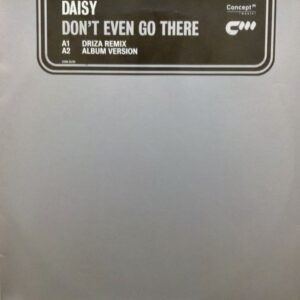 DAISY
DON'T EVEN GO THERE
A1 DRIZA REMIX
A2 ALBUM VERSION
Concept